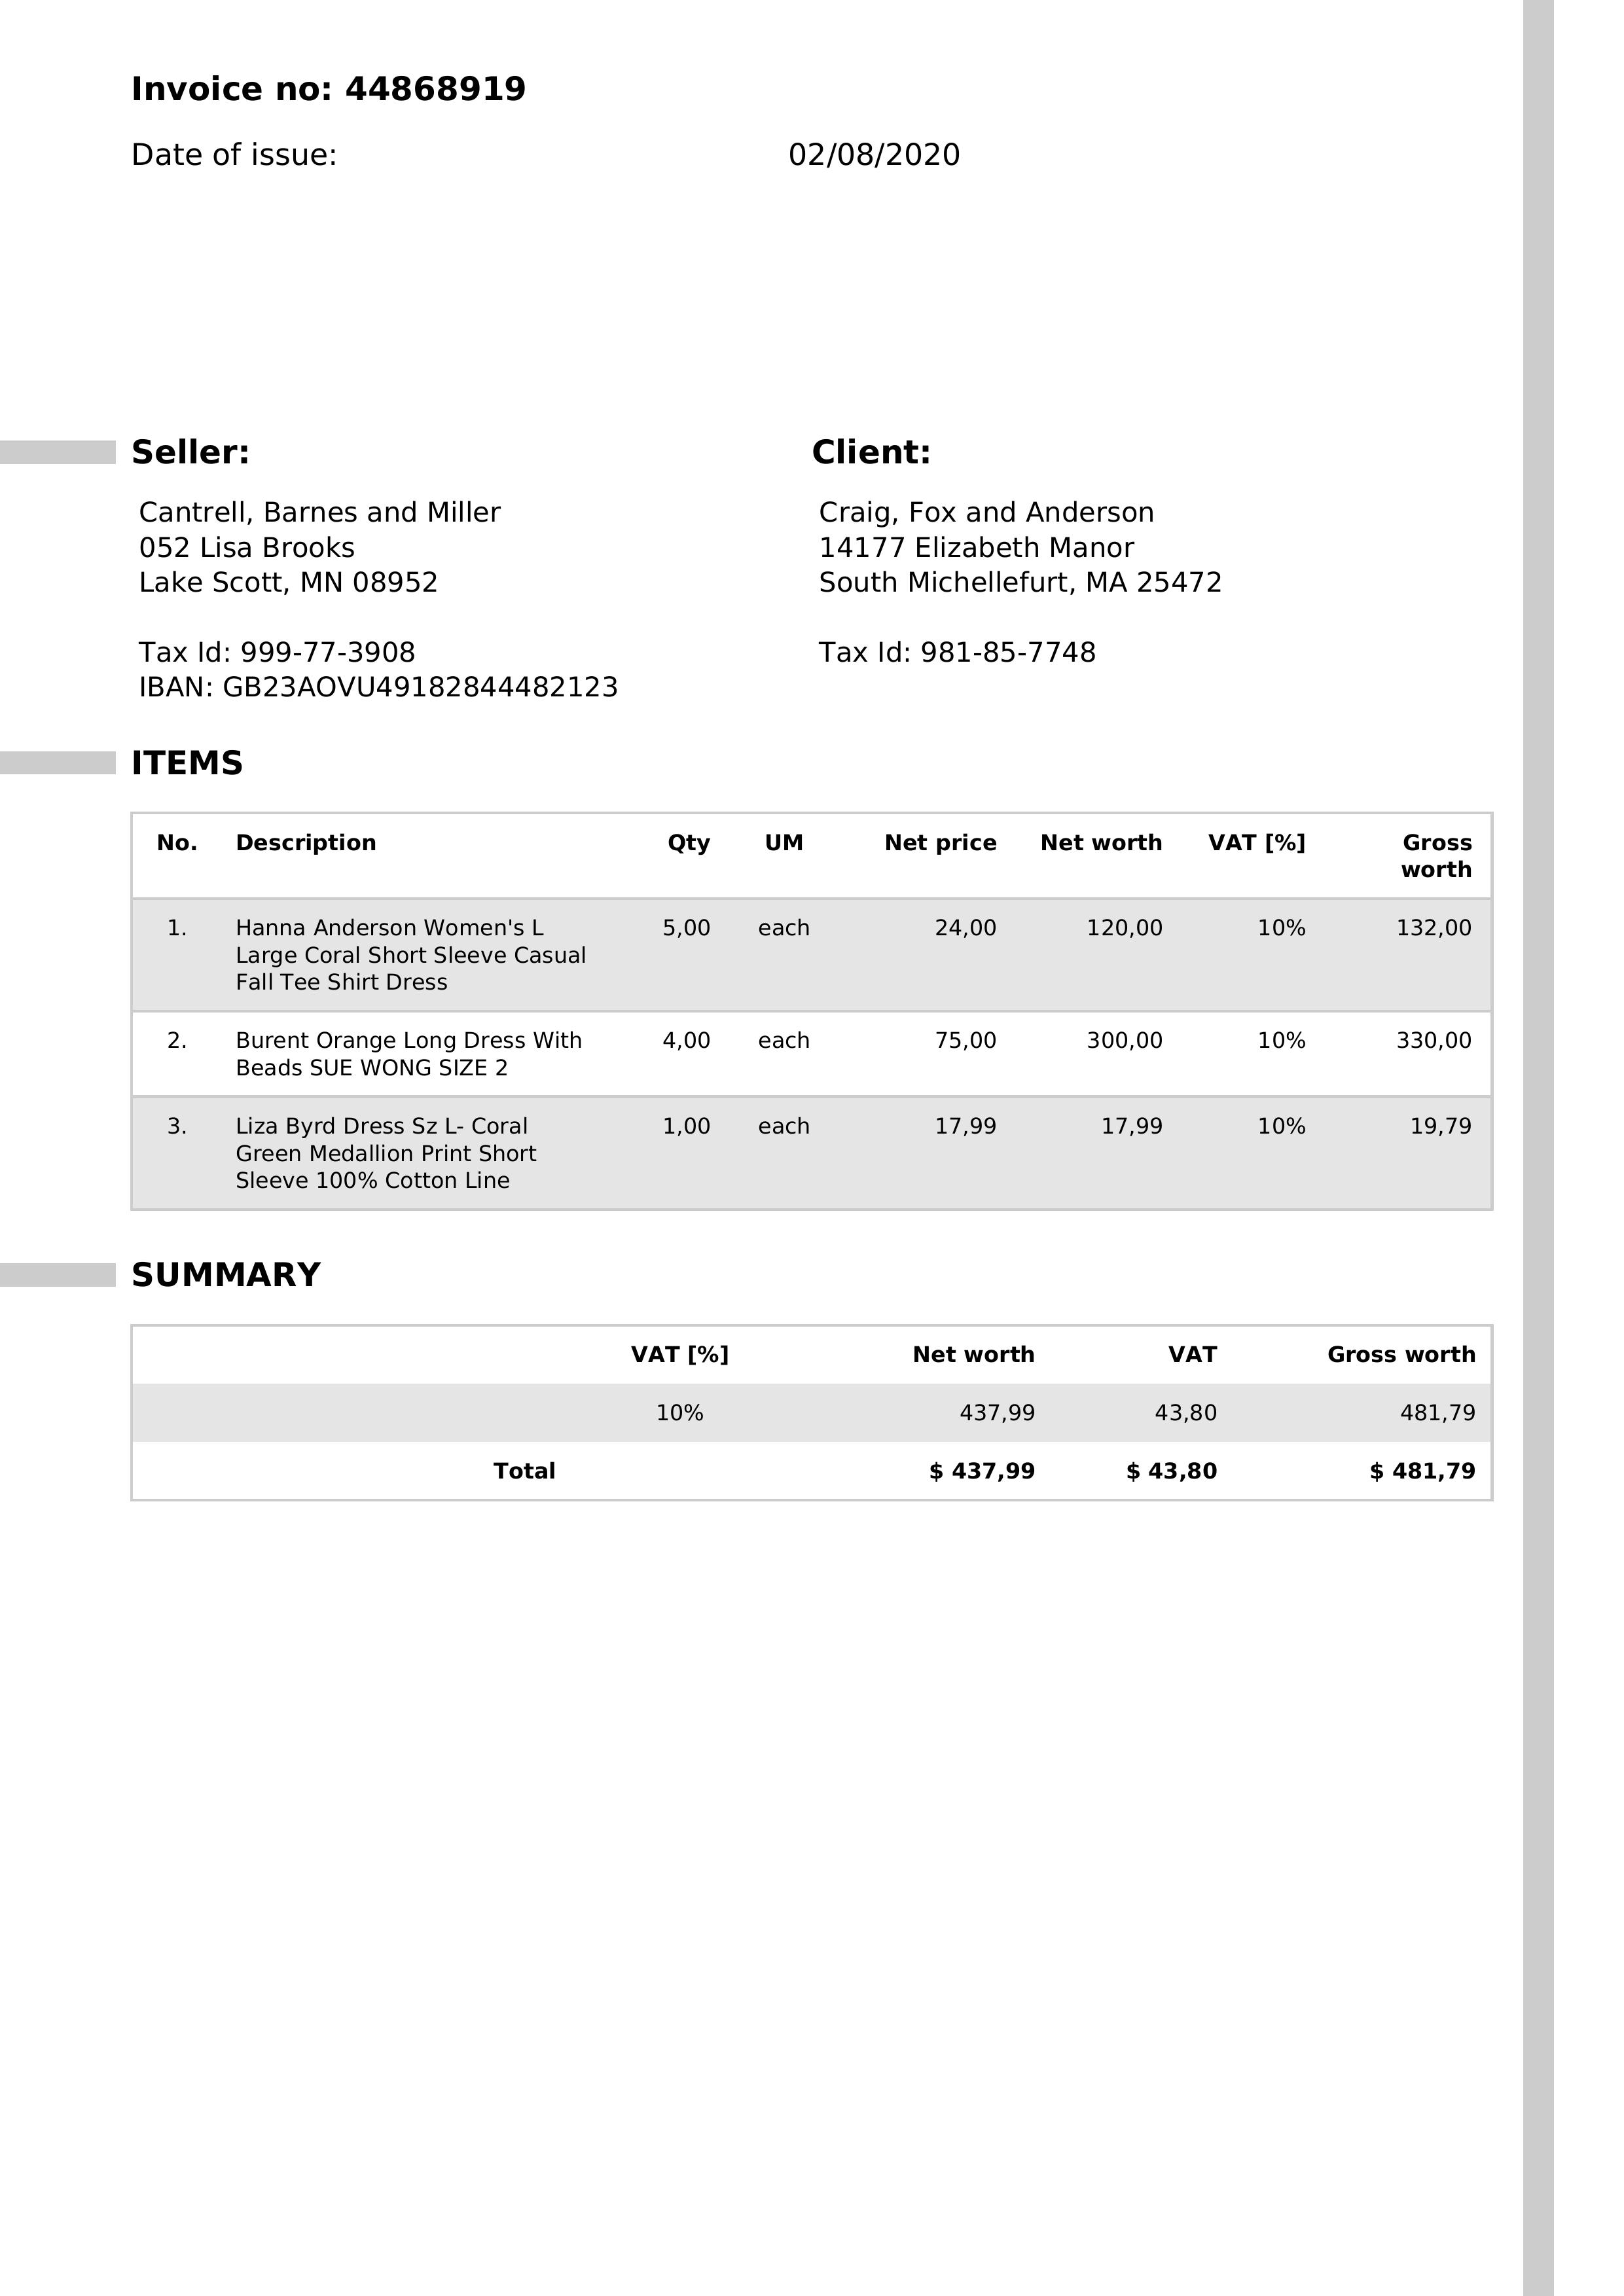 Invoice no: 44868919
Date of issue: 02/08/2020
Seller:
Cantrell, Barnes and Miller
052 Lisa Brooks
Lake Scott, MN 08952
Tax Id: 999-77-3908
IBAN: GB23AOVU49182844482123
Client:
Craig, Fox and Anderson
14177 Elizabeth Manor
South Michellefurt, MA 25472
Tax Id: 981-85-7748
ITEMS
No. Description Qty UM Net price Net worth VAT [%] Gross
worth
1. Hanna Anderson Women's L 5,00 each 24,00 120,00 10% 132,00
Large Coral Short Sleeve Casual
Fall Tee Shirt Dress
2. Burent Orange Long Dress With 4,00 each 75,00 300,00 10% 330,00
Beads SUE WONG SIZE 2
3. Liza Byrd Dress Sz L- Coral 1,00 each 17,99 17,99 10% 19,79
Green Medallion Print Short
Sleeve 100% Cotton Line
SUMMARY
VAT [%] Net worth VAT Gross worth
10% 437,99 43,80 481,79
Total $ 437,99 $ 43,80 $ 481,79